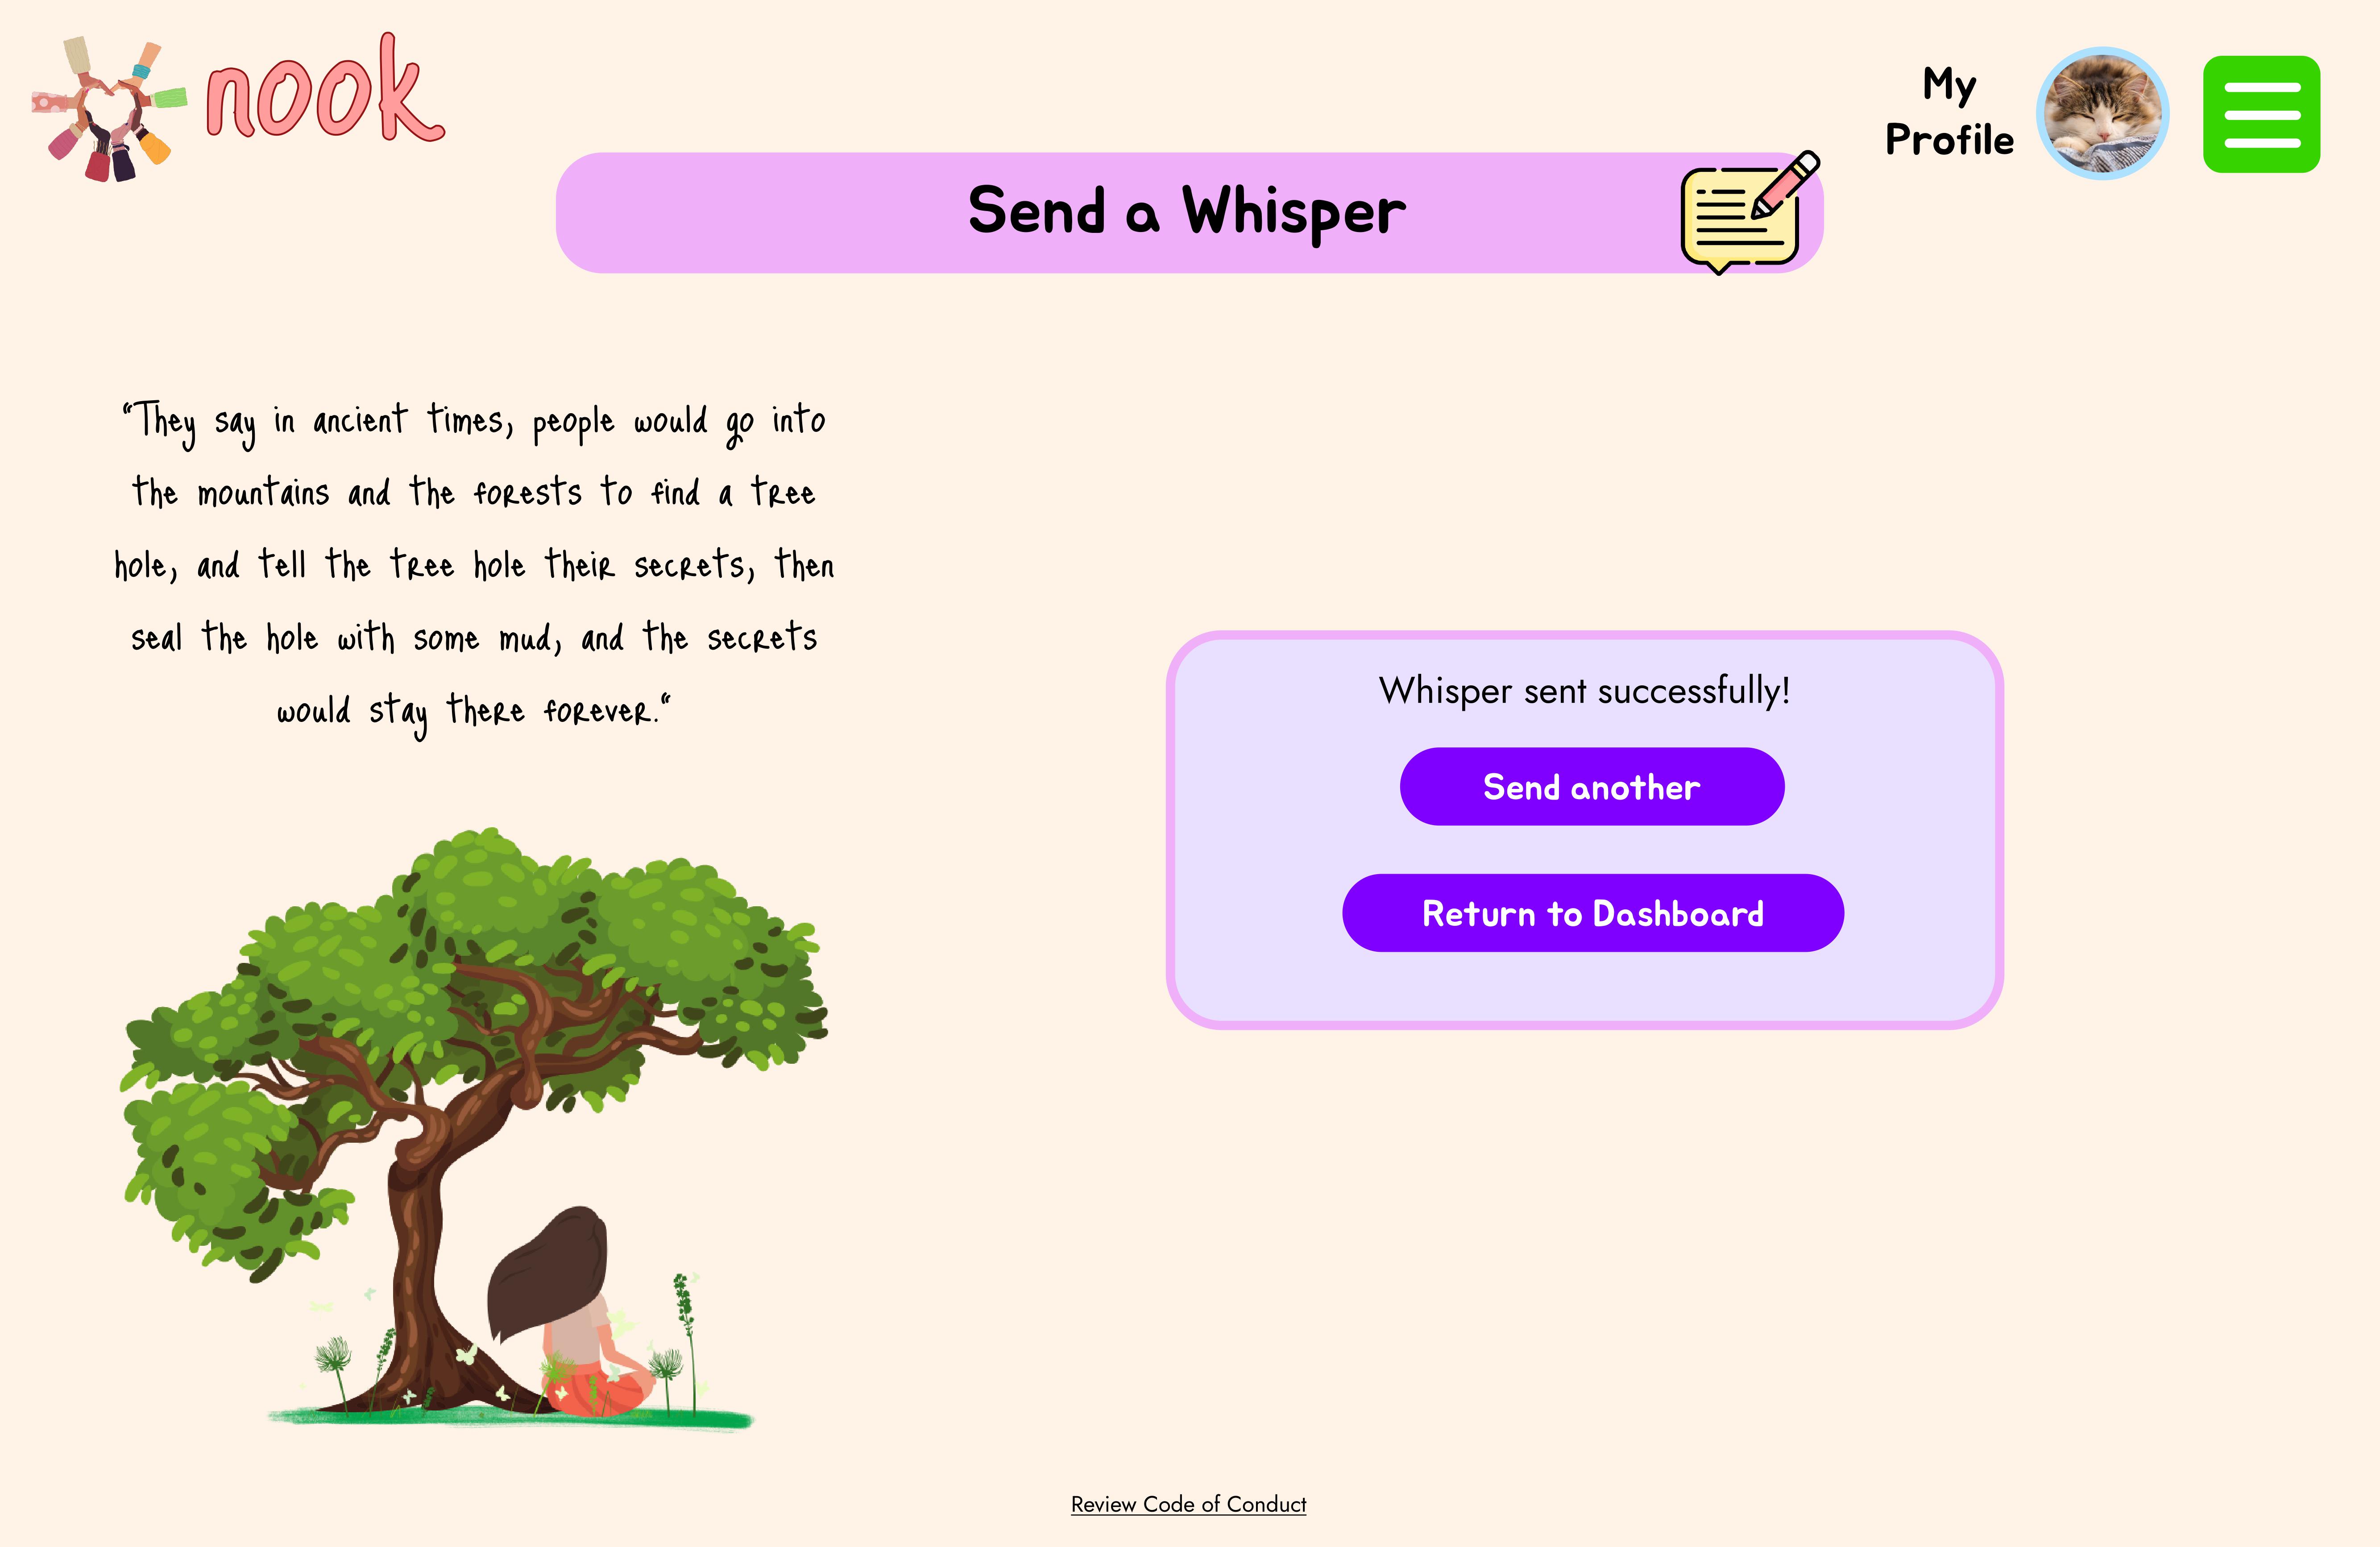 nook
My
Profile
Send a Whisper
“They say in ancient times, people would go into
the mountains and the forests to find a tree
hole, and tell the tree hole their secrets, then
seal the hole with some mud, and the secrets
would stay there forever.“
Whisper sent successfully!
Send another
Return to Dashboard
Review Code of Conduct